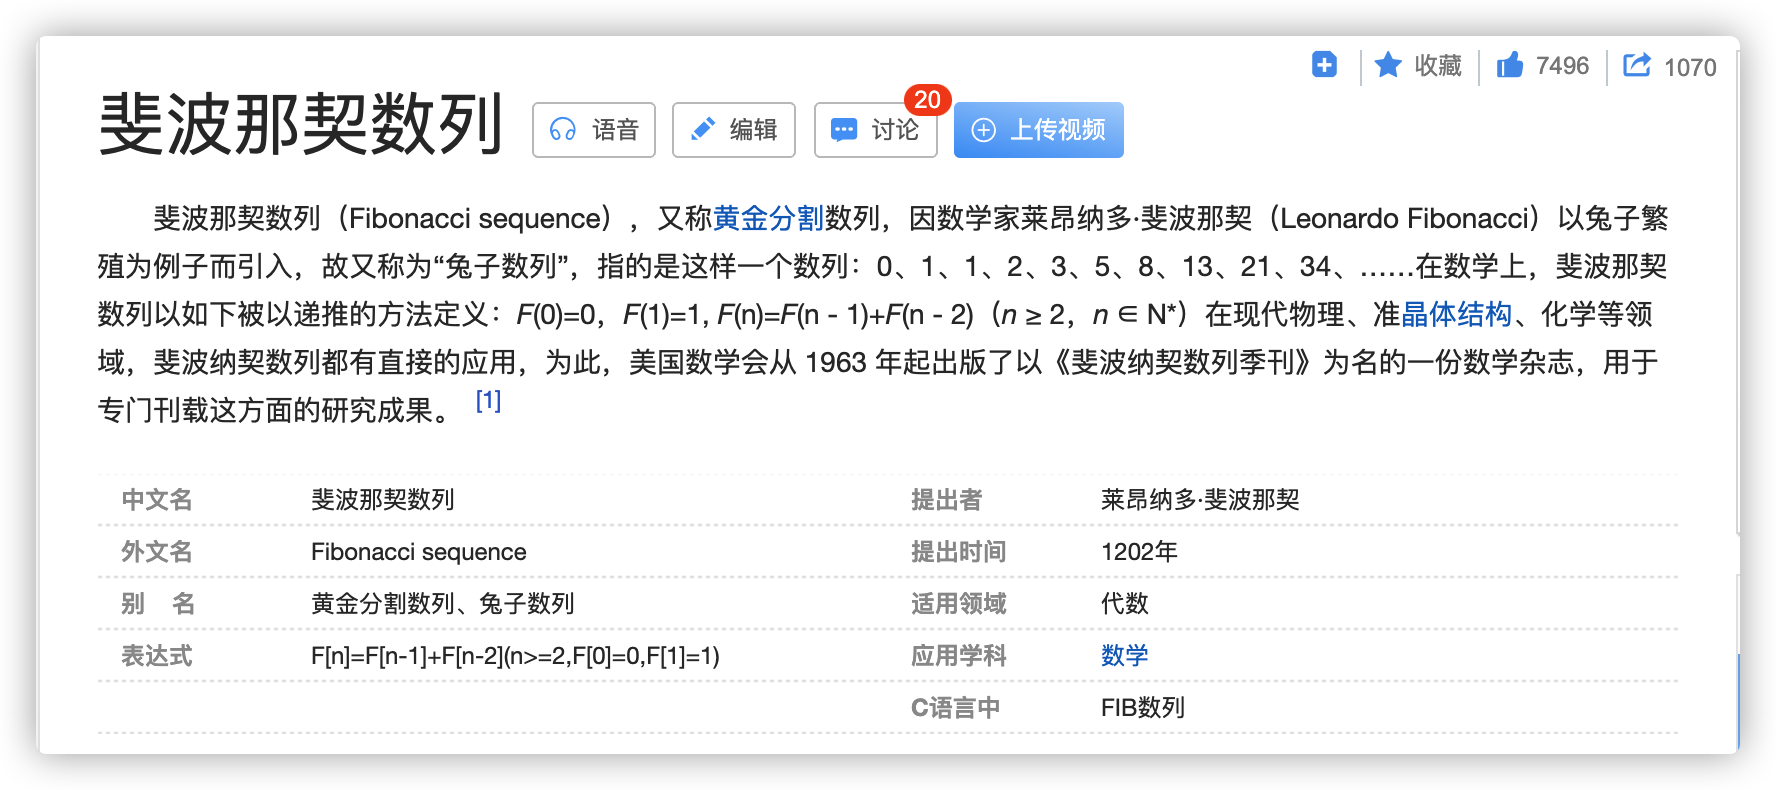 收藏 7496 1070
斐波那契数列 语音 编辑 讨论 20 上传视频
斐波那契数列（Fibonacci sequence），又称黄金分割数列，因数学家莱昂纳多·斐波那契（Leonardo Fibonacci）以兔子繁
殖为例子而引入，故又称为“兔子数列”，指的是这样一个数列：0、1、1、2、3、5、8、13、21、34、……在数学上，斐波那契
数列以如下被以递推的方法定义：F(0)=0，F(1)=1, F(n)=F(n - 1)+F(n - 2)（n ≥ 2，n ∈ N*）在现代物理、准晶体结构、化学等领
域，斐波纳契数列都有直接的应用，为此，美国数学会从 1963 年起出版了以《斐波纳契数列季刊》为名的一份数学杂志，用于
专门刊载这方面的研究成果。 [1]
中文名 斐波那契数列 提出者 莱昂纳多·斐波那契
外文名 Fibonacci sequence 提出时间 1202年
别 名 黄金分割数列、兔子数列 适用领域 代数
表达式 F[n]=F[n-1]+F[n-2](n>=2,F[0]=0,F[1]=1) 应用学科 数学
C语言中 FIB数列